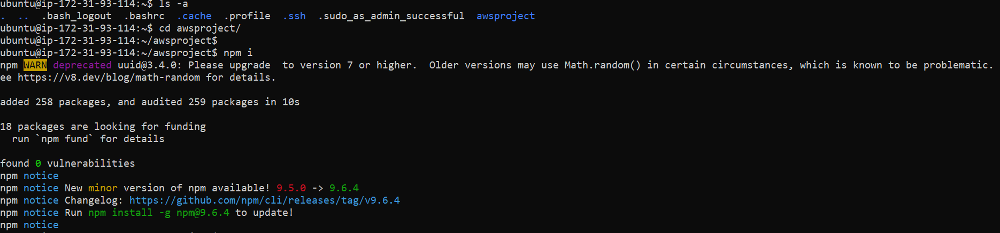 ubuntu@ip-172-31-93-114:~$ ls -a
.  ..  .bash_logout  .bashrc  .cache  .profile  .ssh  .sudo_as_admin_successful  awsproject
ubuntu@ip-172-31-93-114:~$ cd awsproject/
ubuntu@ip-172-31-93-114:~/awsproject$
ubuntu@ip-172-31-93-114:~/awsproject$ npm i
npm WARN deprecated uuid@3.4.0: Please upgrade  to version 7 or higher.  Older versions may use Math.random() in certain circumstances, which is known to be problematic.
ee https://v8.dev/blog/math-random for details.
added 258 packages, and audited 259 packages in 10s
18 packages are looking for funding
  run `npm fund` for details
found 0 vulnerabilities
npm notice
npm notice New minor version of npm available! 9.5.0 -> 9.6.4
npm notice Changelog: https://github.com/npm/cli/releases/tag/v9.6.4
npm notice Run npm install -g npm@9.6.4 to update!
npm notice